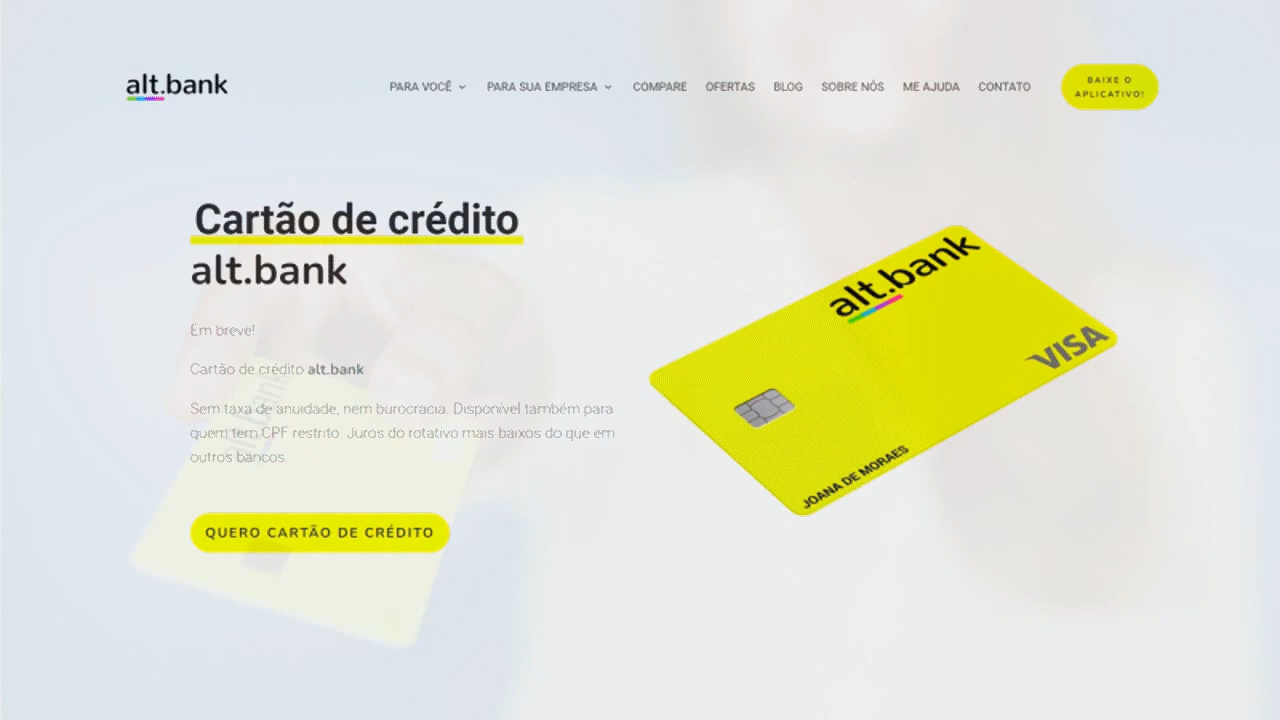 alt.bank
PARA VOCÊ
PARA SUA EMPRESA
COMPARE
OFERTAS
BLOG
SOBRE NÓS
ME AJUDA
CONTATO
BAIXE O
APLICATIVO!
Cartão de crédito
alt.bank
Em breve!
Cartão de crédito alt.bank
Sem taxa de anuidade, nem burocracia. Disponível também para
quem tem CPF restrito. Juros do rotativo mais baixos do que em
outros bancos.
QUERO CARTÃO DE CRÉDITO
alt.bank
VISA
JOANA DE MORAES
alt.bank